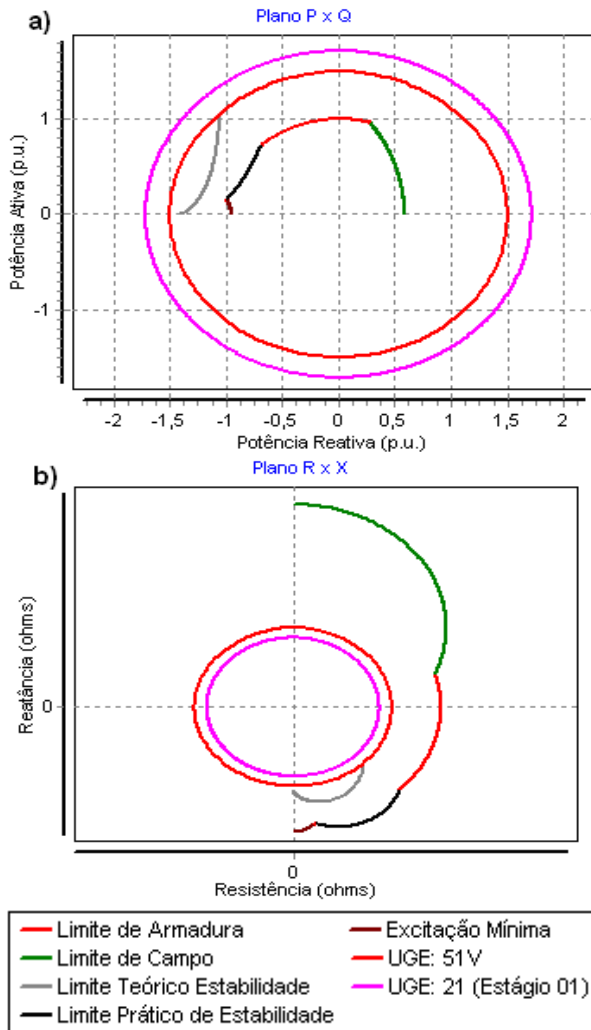 a)
Plano P x Q
Potência Ativa (p.u.)
1
0
-1
-2
-1,5
-1
-0,5
0
0,5
1
1,5
2
Potência Reativa (p.u.)
b)
Plano R x X
Reatância (ohms)
0
0
Resistência (ohms)
Limite de Armadura
Limite de Campo
Limite Teórico Estabilidade
Limite Prático de Estabilidade
Excitação Mínima
UGE: 51V
UGE: 21 (Estágio 01)